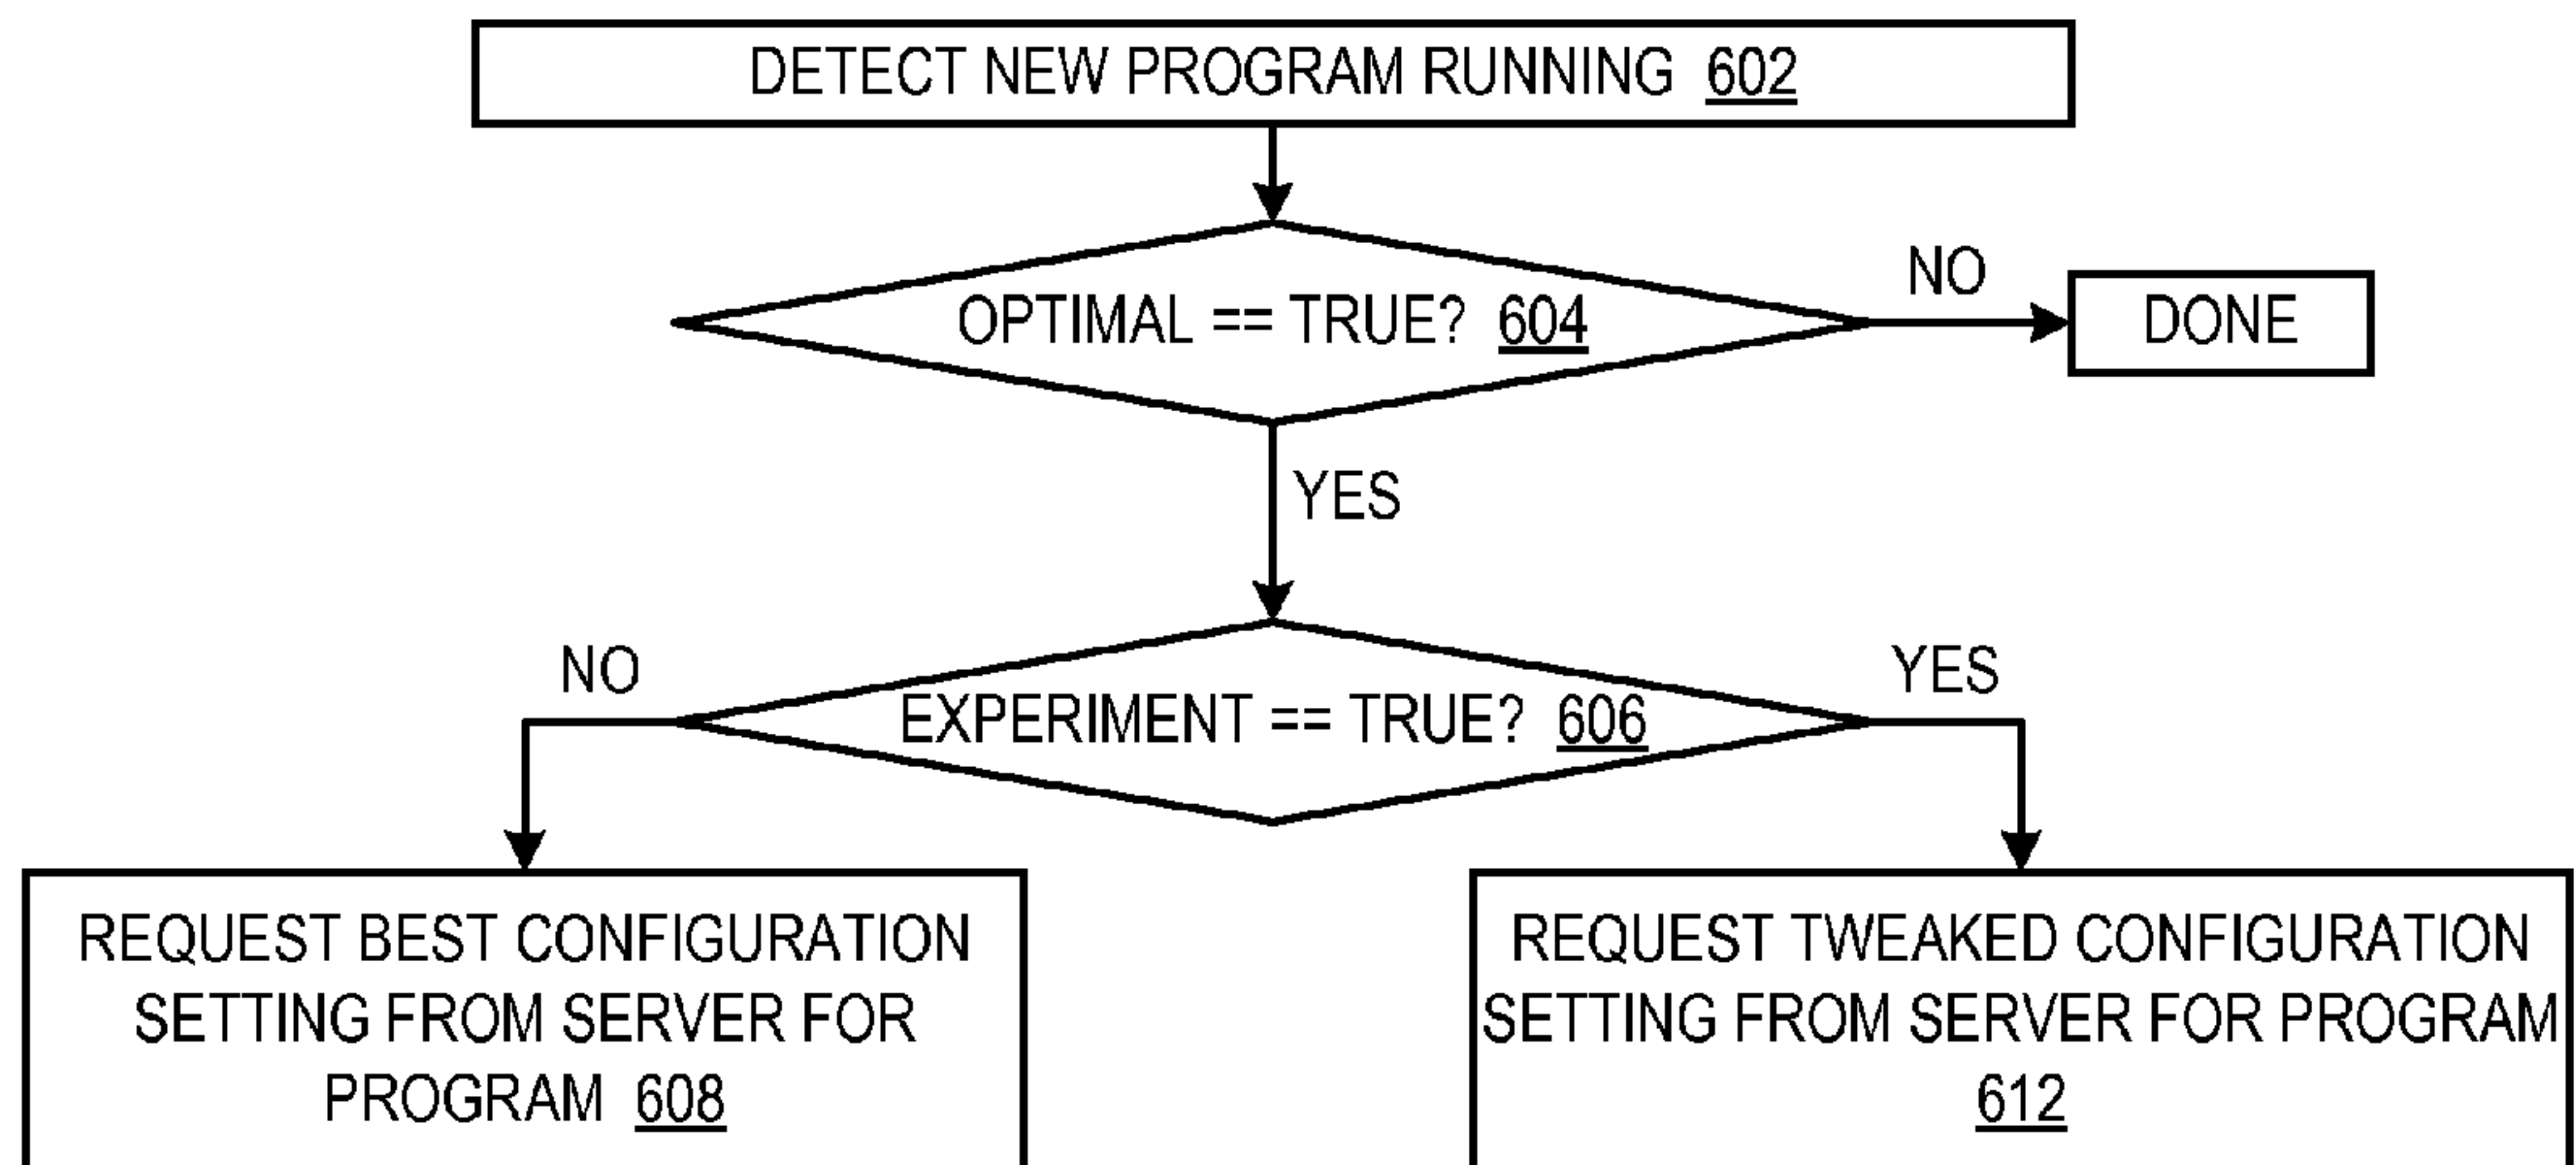 DETECT NEW PROGRAM RUNNING 602
OPTIMAL == TRUE? 604
NO
DONE
YES
NO
EXPERIMENT == TRUE? 606
YES
REQUEST BEST CONFIGURATION
SETTING FROM SERVER FOR
PROGRAM 608
REQUEST TWEAKED CONFIGURATION
SETTING FROM SERVER FOR PROGRAM
612